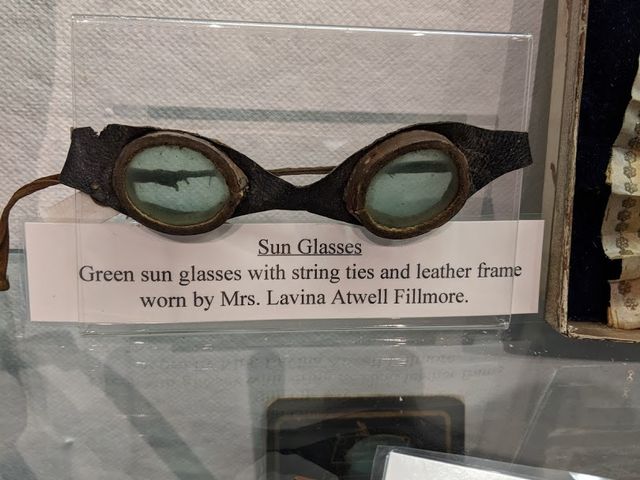 Sun Glasses
Green sun glasses with string ties and leather frame
worn by Mrs. Lavina Atwell Fillmore.